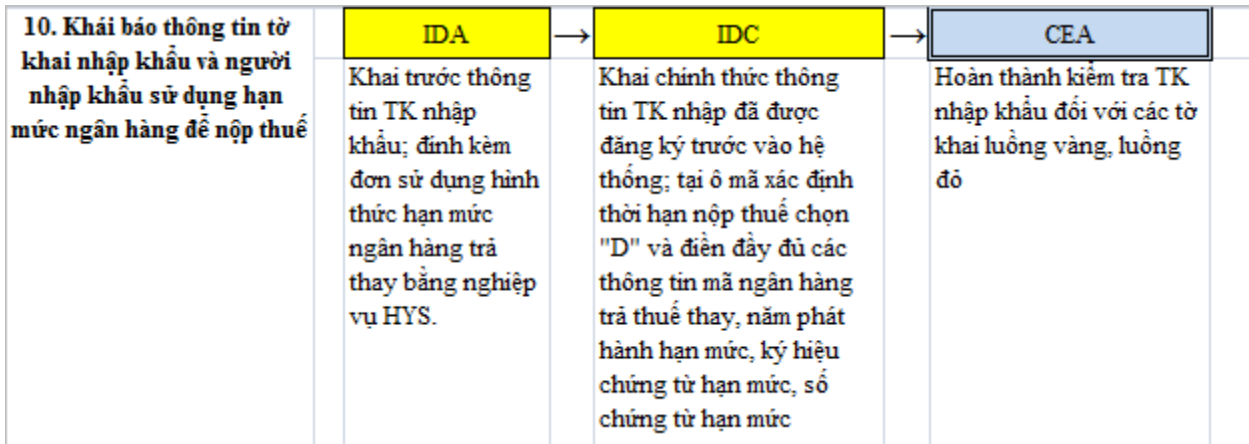 10. Khái báo thông tin tờ
khai nhập khẩu và người
nhập khẩu sử dụng hạn
mức ngân hàng để nộp thuế
IDA → IDC → CEA
Khai trước thông
tin TK nhập
khẩu; đính kèm
đơn sử dụng hình
thức hạn mức
ngân hàng trả
thay bằng nghiệp
vụ HYS.
Khai chính thức thông
tin TK nhập đã được
đăng ký trước vào hệ
thống; tại ô mã xác định
thời hạn nộp thuế chọn
"D" và điền đầy đủ các
thông tin mã ngân hàng
trả thuế thay, năm phát
hành hạn mức, ký hiệu
chứng từ hạn mức, số
chứng từ hạn mức
Hoàn thành kiểm tra TK
nhập khẩu đối với các tờ
khai luồng vàng, luồng
đỏ